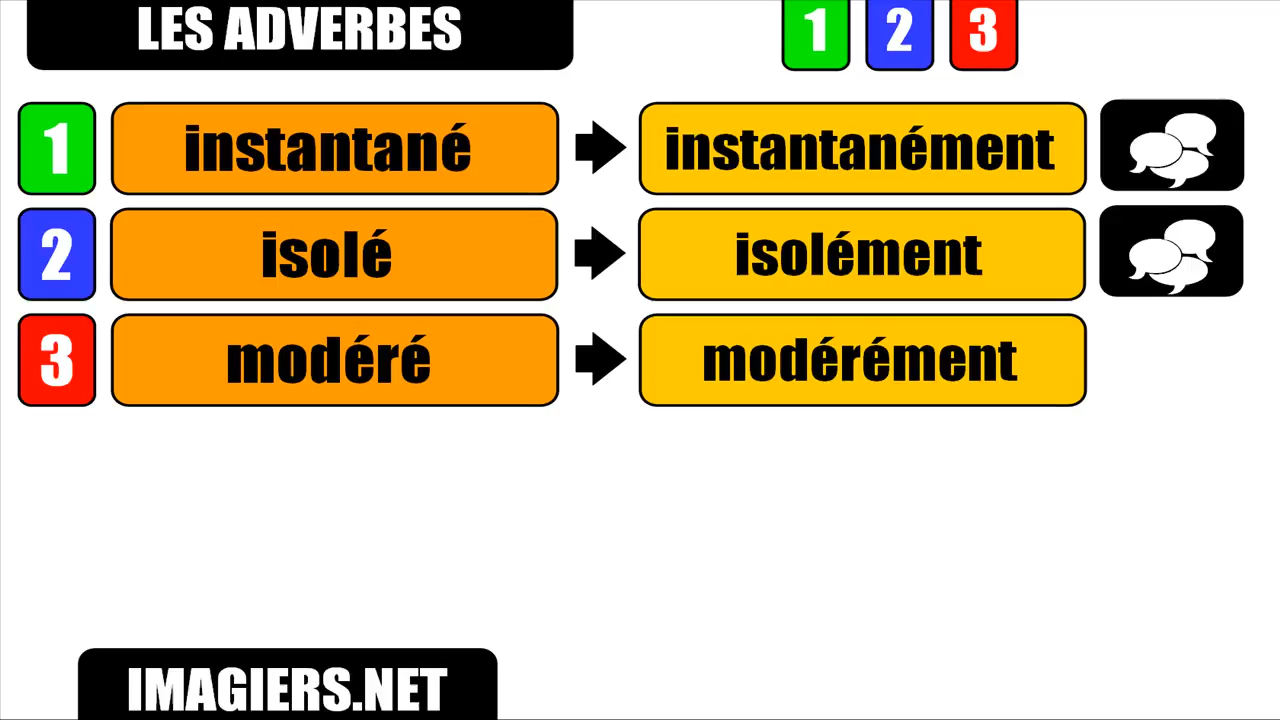 LES ADVERBES
1 2 3
1 instantané instantanément
2 isolé isolément
3 modéré modérément
IMAGIERS.NET